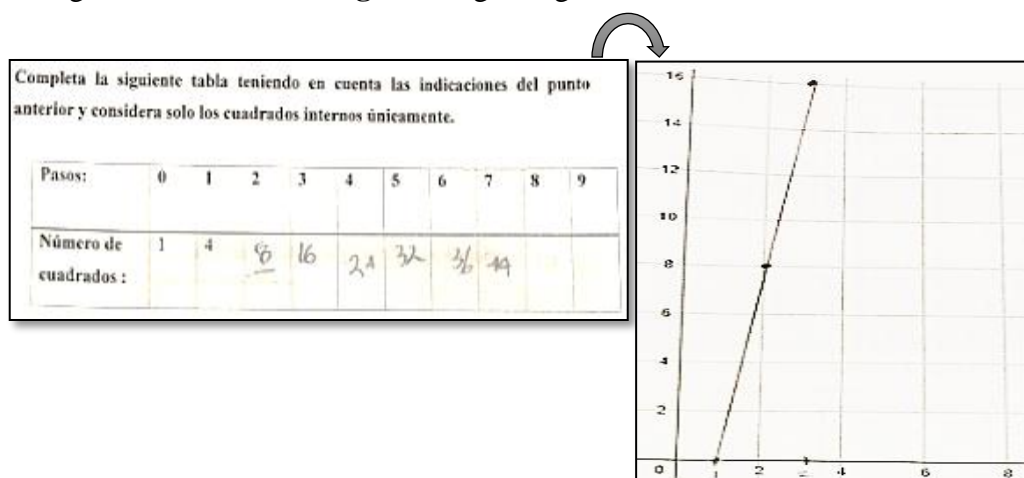 Completa la siguiente tabla teniendo en cuenta las indicaciones del punto
anterior y considera solo los cuadrados internos únicamente.
Pasos: 0 1 2 3 4 5 6 7 8 9
Número de 1 4 8 16 32 36
cuadrados :
16
14
12
10
8
6
4
2
0 1 2 4 6 8